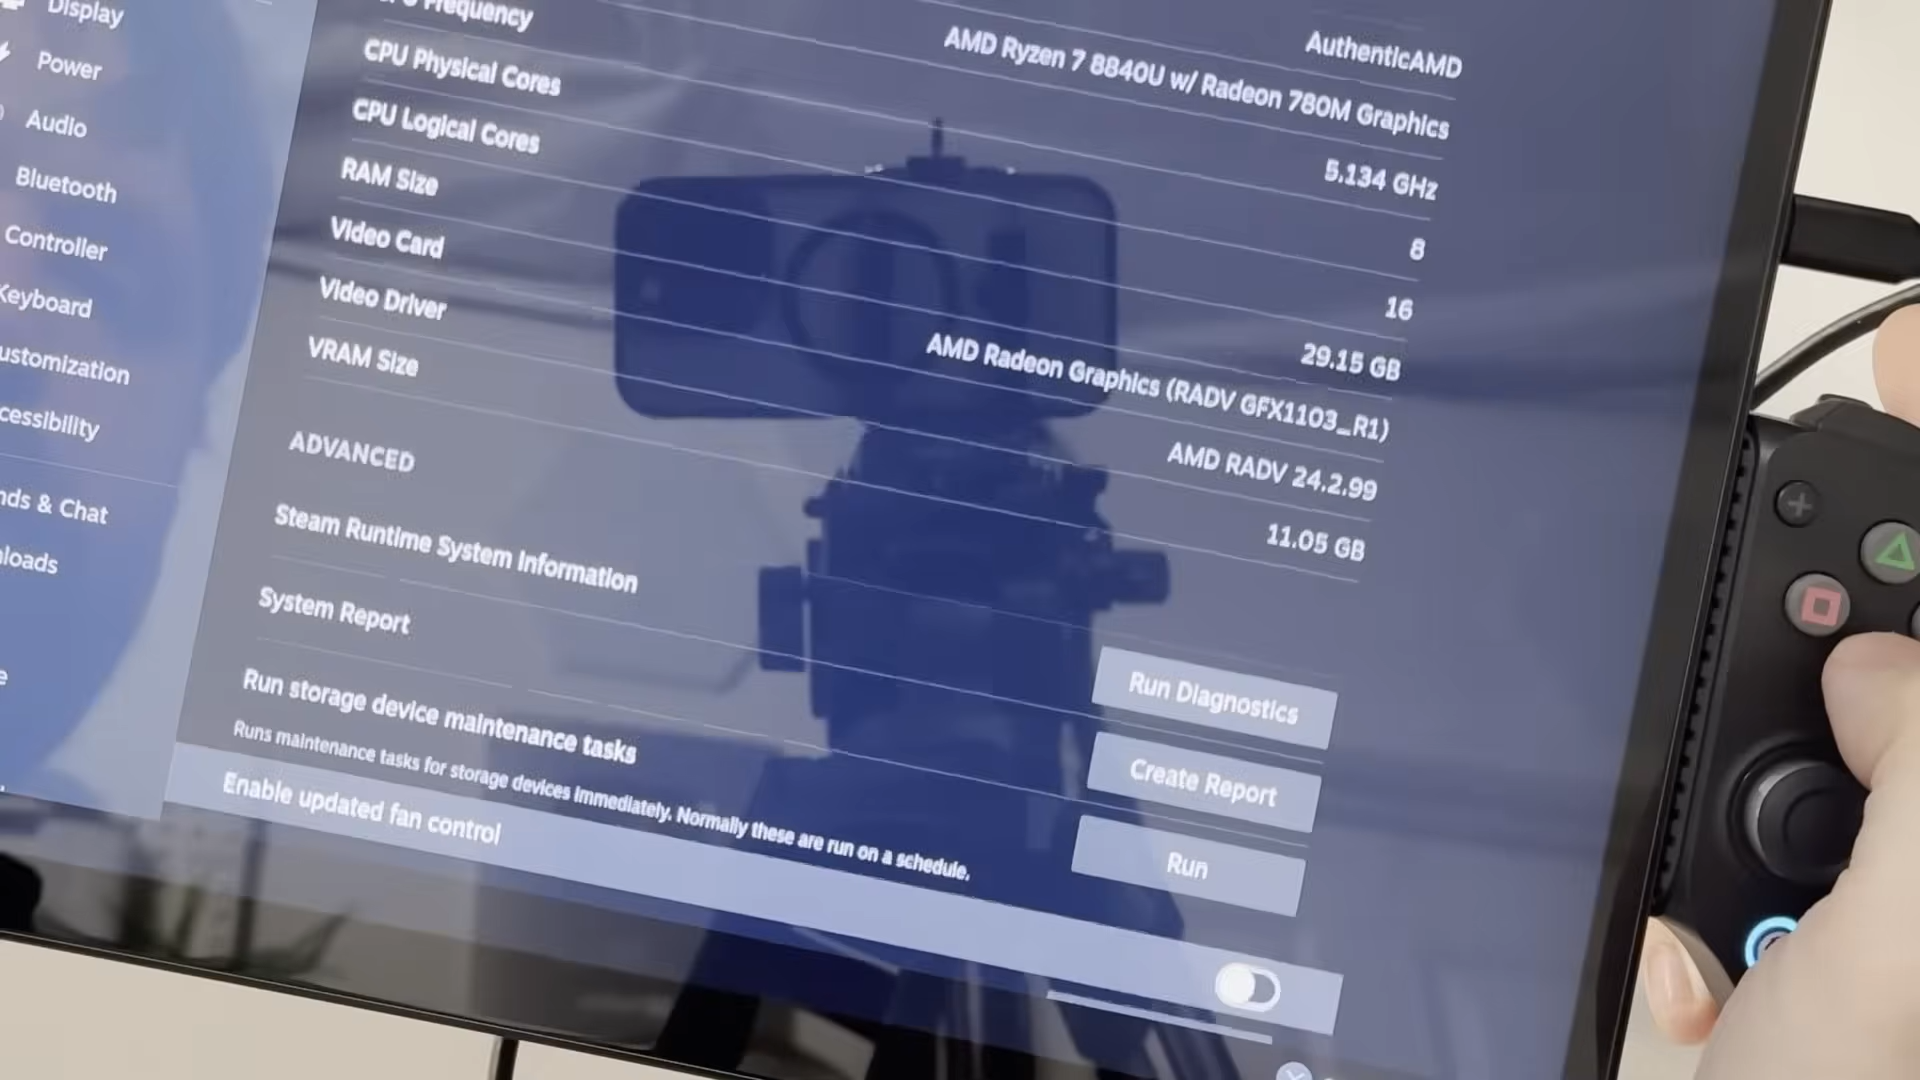 Display
Power
Audio
Bluetooth
Controller
Keyboard
ustomization
cessibility
nds & Chat
loads
AuthenticAMD
AMD Ryzen 7 8840U w/ Radeon 780M Graphics
Frequency
5.134 GHz
CPU Physical Cores
8
CPU Logical Cores
16
RAM Size
29.15 GB
Video Card
AMD Radeon Graphics (RADV GFX1103_R1)
Video Driver
AMD RADV 24.2.99
VRAM Size
11.05 GB
ADVANCED
Steam Runtime System Information
Run Diagnostics
System Report
Create Report
Run storage device maintenance tasks
Run
Runs maintenance tasks for storage devices immediately. Normally these are run on a schedule.
Enable updated fan control